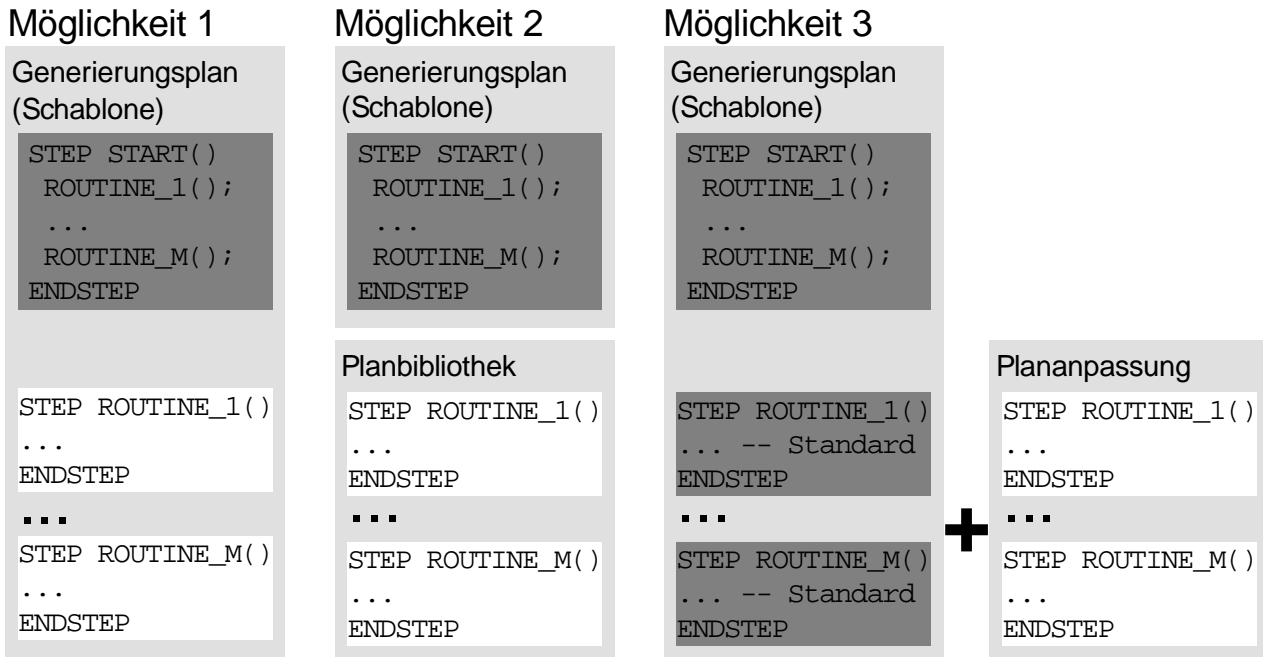 Möglichkeit 1
Generierungsplan
(Schablone)
STEP START()
ROUTINE_1();
...
ROUTINE_M();
ENDSTEP
STEP ROUTINE_1()
...
ENDSTEP
...
STEP ROUTINE_M()
...
ENDSTEP
Möglichkeit 2
Generierungsplan
(Schablone)
STEP START()
ROUTINE_1();
...
ROUTINE_M();
ENDSTEP
Planbibliothek
STEP ROUTINE_1()
...
ENDSTEP
...
STEP ROUTINE_M()
...
ENDSTEP
Möglichkeit 3
Generierungsplan
(Schablone)
STEP START()
ROUTINE_1();
...
ROUTINE_M();
ENDSTEP
STEP ROUTINE_1()
... -- Standard
ENDSTEP
...
STEP ROUTINE_M()
... -- Standard
ENDSTEP
+
Plananpassung
STEP ROUTINE_1()
...
ENDSTEP
...
STEP ROUTINE_M()
...
ENDSTEP